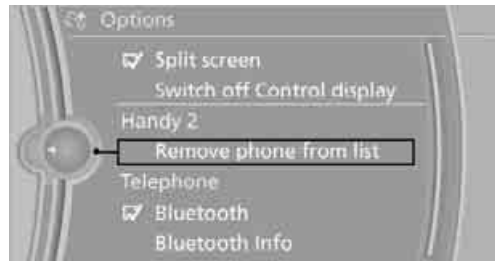 Options
Split screen
Switch off Control display
Handy 2
Remove phone from list
Telephone
Bluetooth
Bluetooth Info